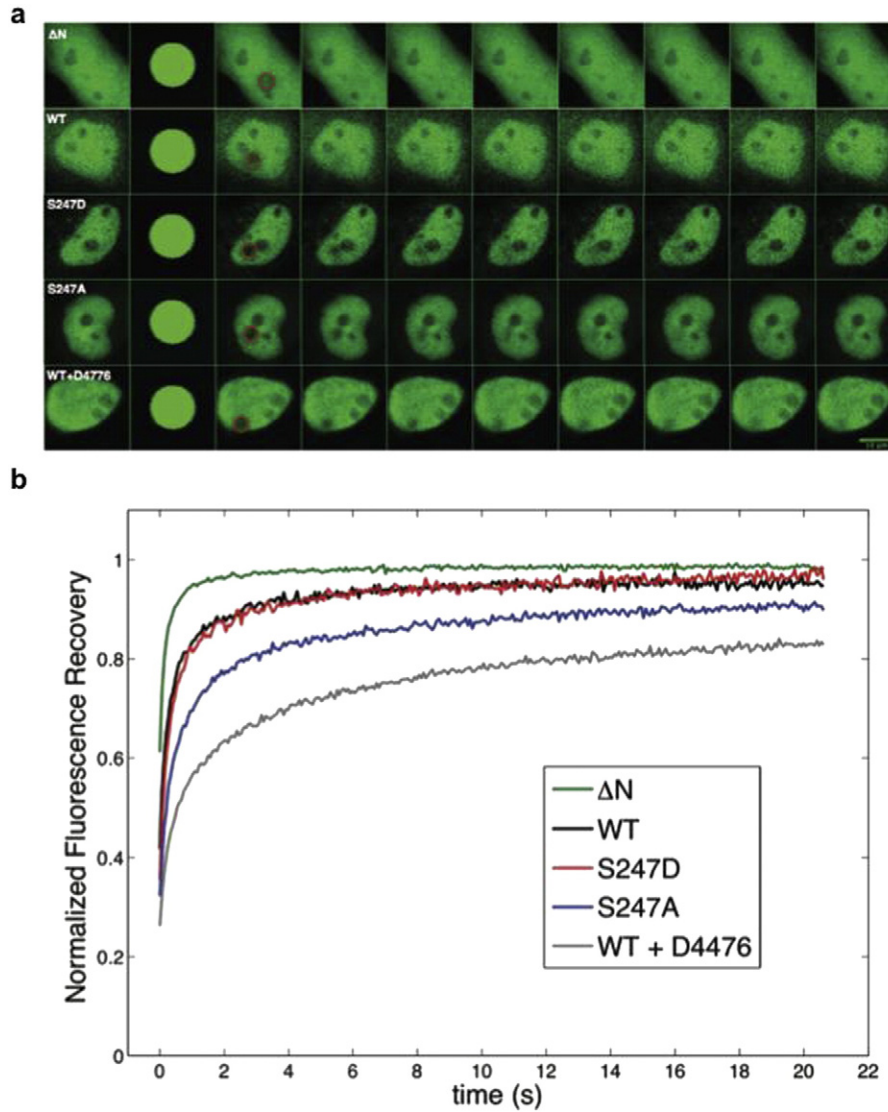 a
ΔN
WT
S247D
S247A
WT+D4776
b
Normalized Fluorescence Recovery
1
0.8
0.6
0.4
0.2
0
0 2 4 6 8 10 12 14 16 18 20 22
time (s)
ΔN
WT
S247D
S247A
WT + D4476